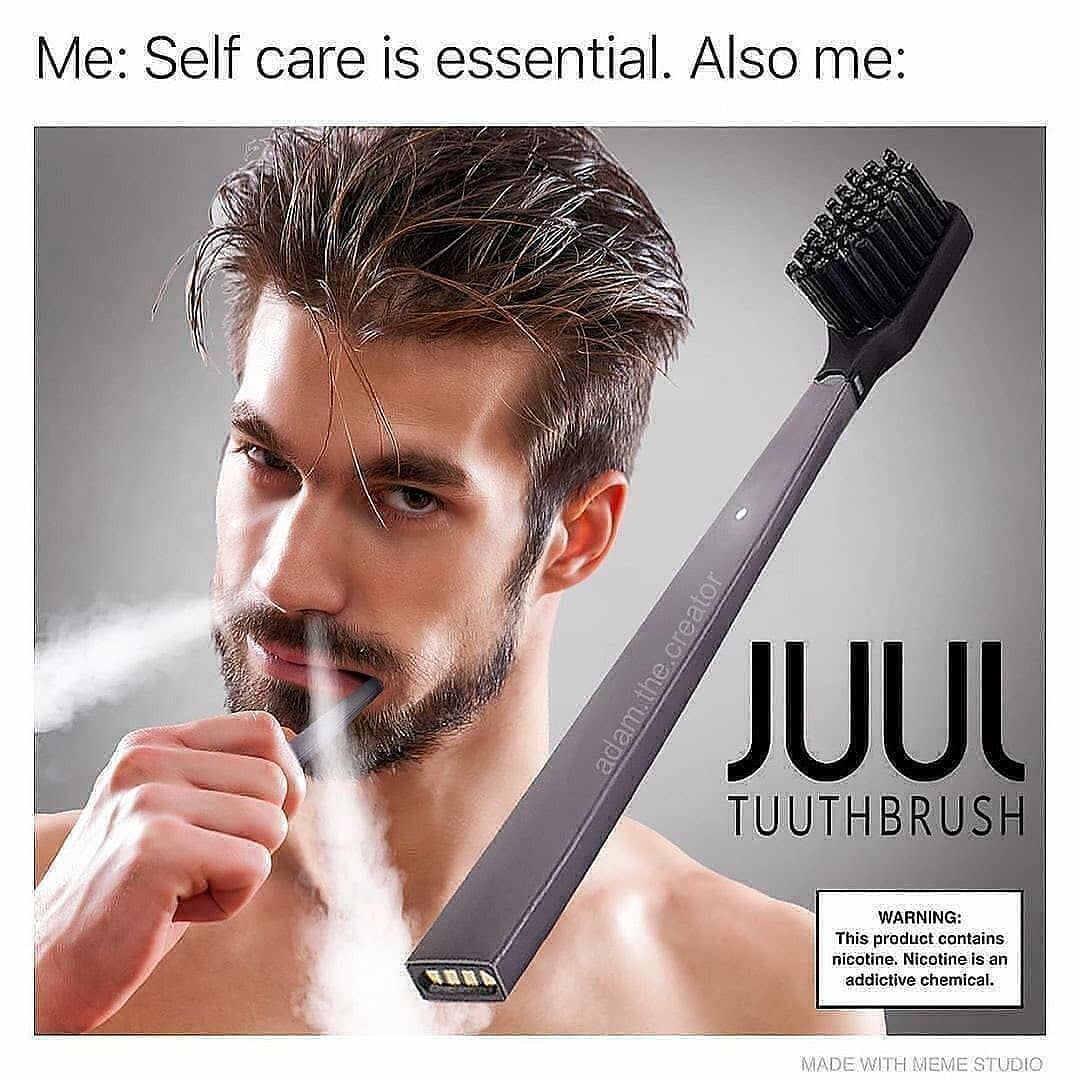 Me: Self care is essential. Also me:
adam.the.creator
JUUL
TUUTHBRUSH
WARNING:
This product contains
nicotine. Nicotine is an
addictive chemical.
MADE WITH MEME STUDIO